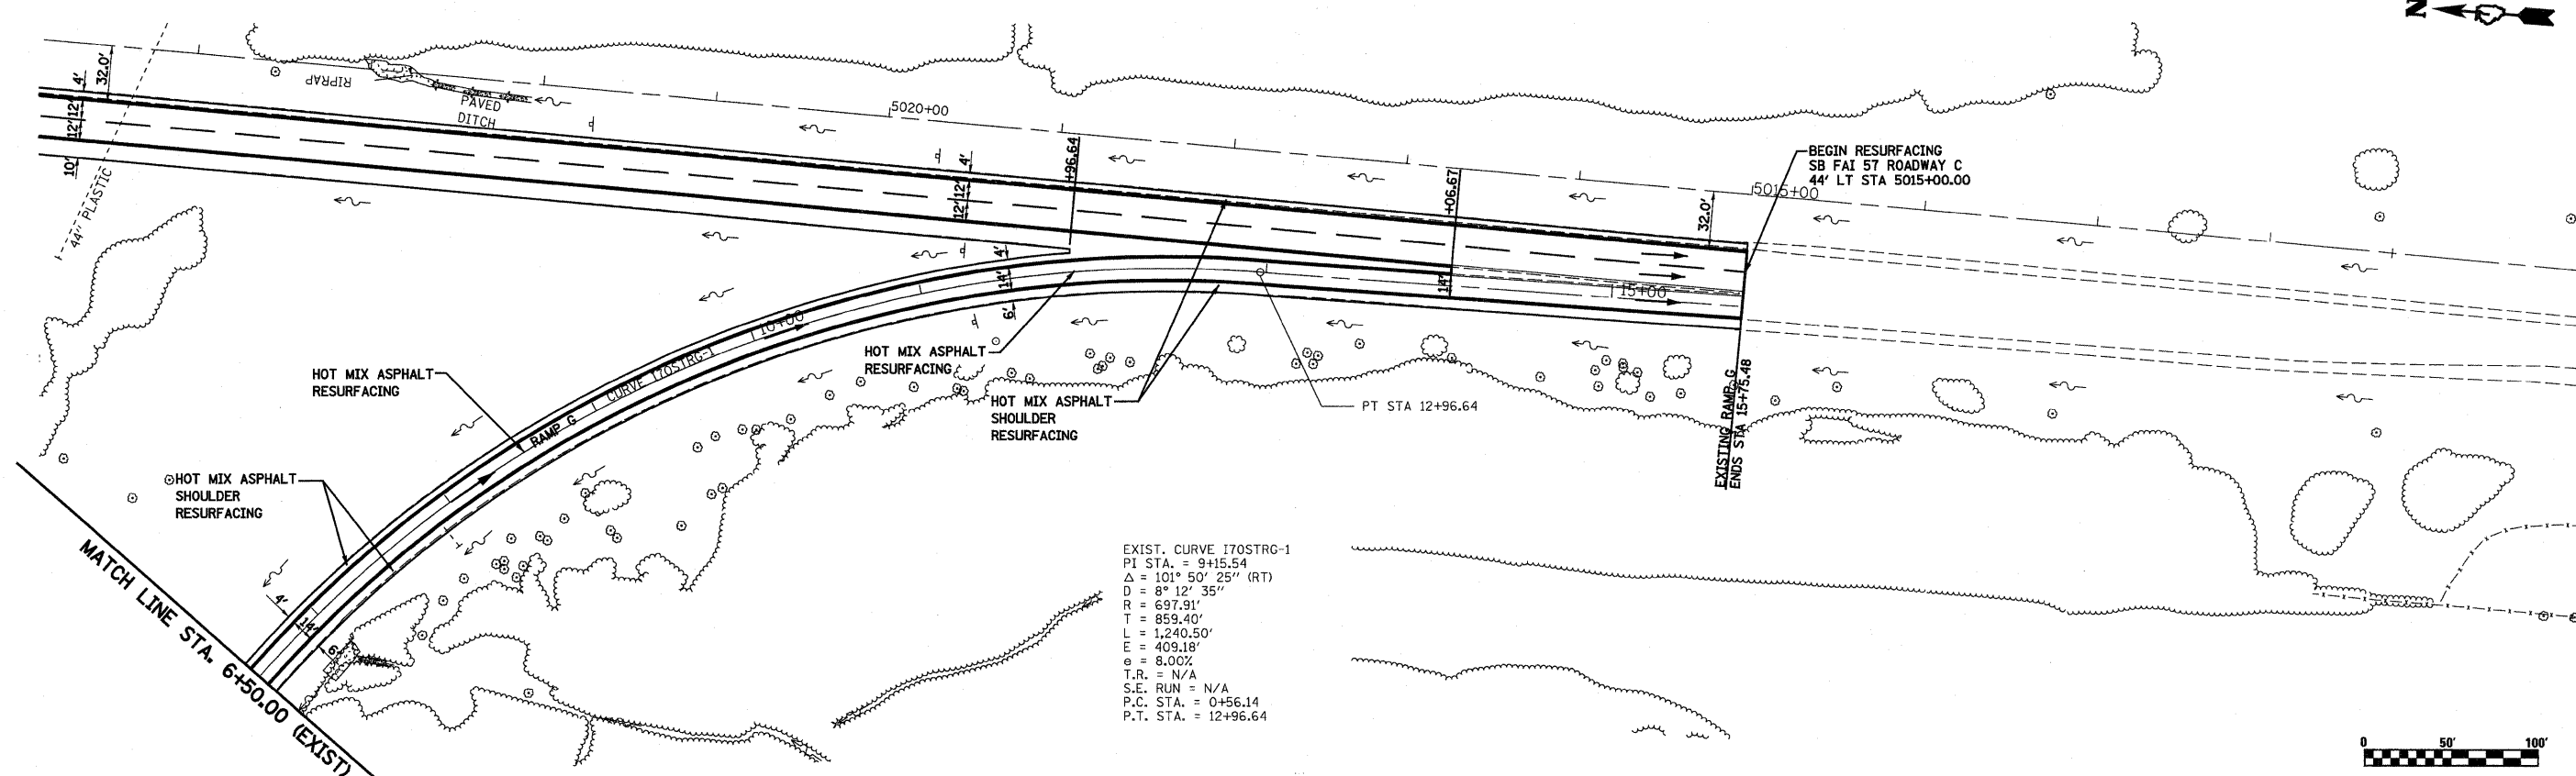 N
4'
32.0'
12'
12'
10'
44" PLASTIC
RIPRAP
PAVED
DITCH
5020+00
4'
12'
12'
+96.64
+06.67
32.0'
5015+00
BEGIN RESURFACING
SB FAI 57 ROADWAY C
44' LT STA 5015+00.00
4'
14'
6'
14'
15+00
10+00
CURVE I70STRG-1
RAMP G
HOT MIX ASPHALT
RESURFACING
HOT MIX ASPHALT
RESURFACING
HOT MIX ASPHALT
SHOULDER
RESURFACING
PT STA 12+96.64
EXISTING RAMP G
ENDS STA 15+75.48
HOT MIX ASPHALT
SHOULDER
RESURFACING
4'
14'
6'
MATCH LINE STA. 6+50.00 (EXIST)
EXIST. CURVE I70STRG-1
PI STA. = 9+15.54
Δ = 101° 50' 25" (RT)
D = 8° 12' 35"
R = 697.91'
T = 859.40'
L = 1,240.50'
E = 409.18'
e = 8.00%
T.R. = N/A
S.E. RUN = N/A
P.C. STA. = 0+56.14
P.T. STA. = 12+96.64
0 50' 100'